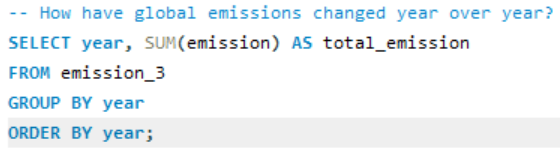 -- How have global emissions changed year over year?
SELECT year, SUM(emission) AS total_emission
FROM emission_3
GROUP BY year
ORDER BY year;